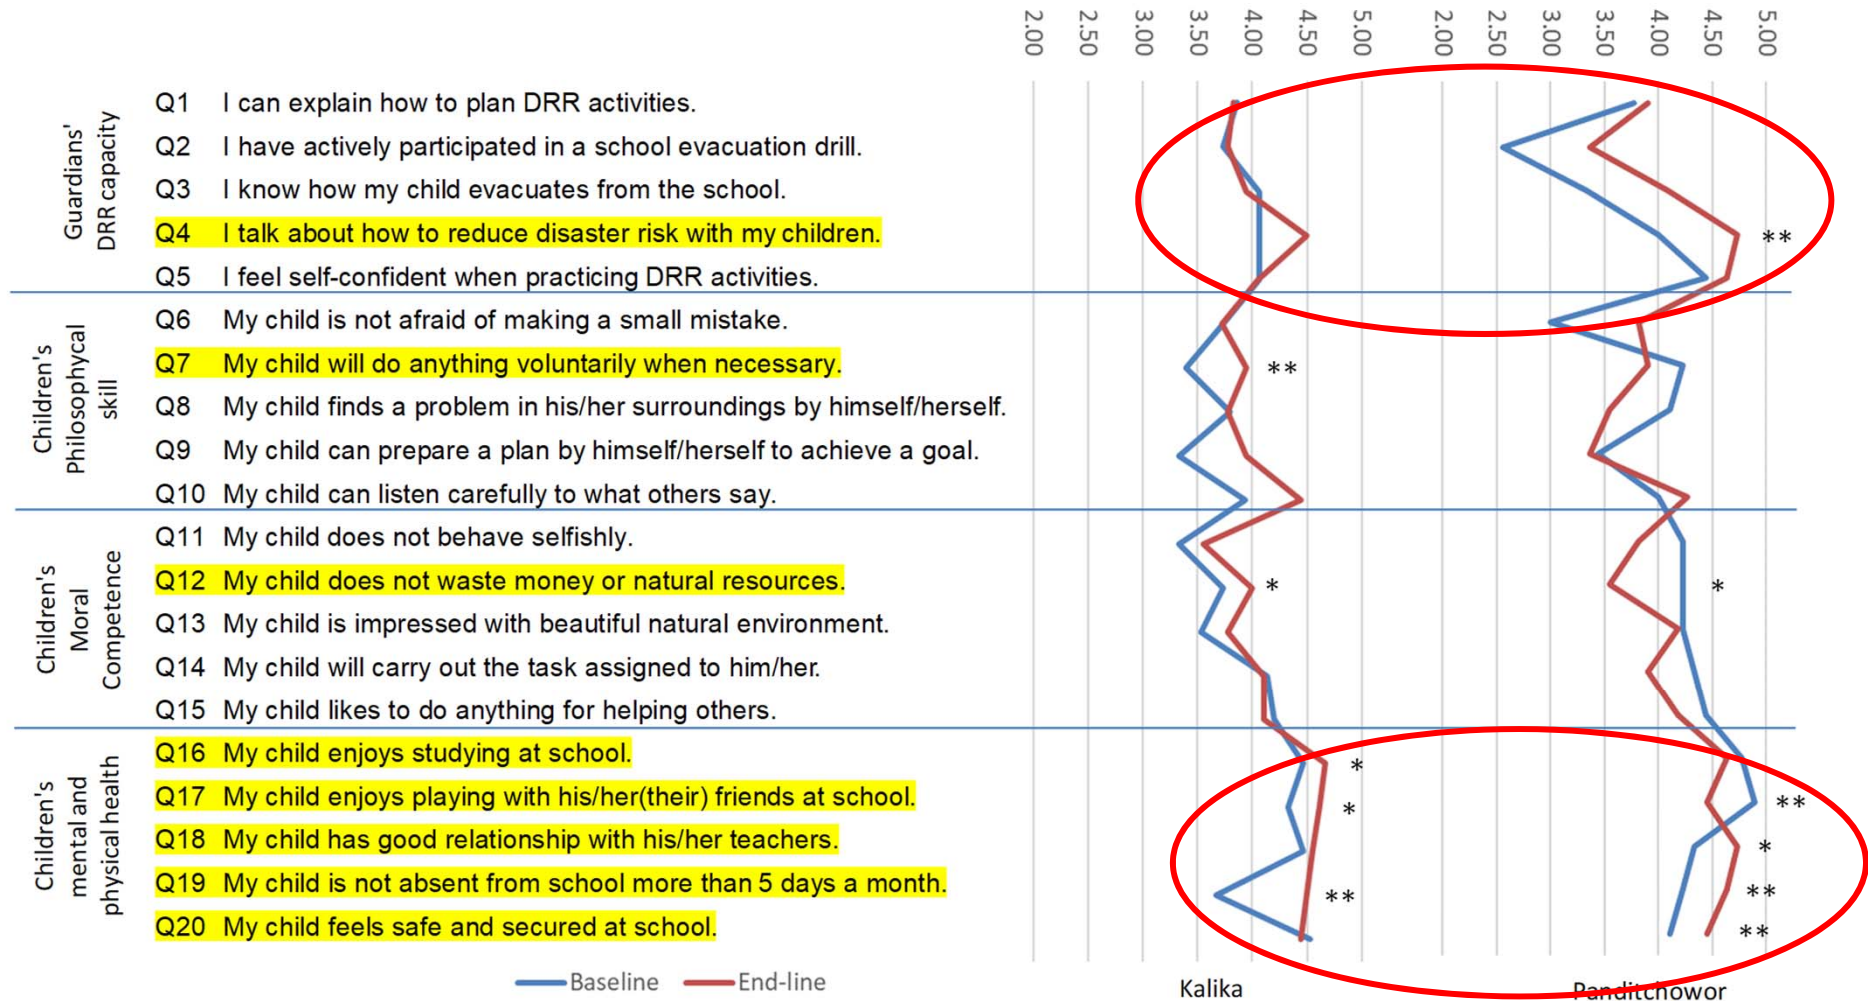 2.00 2.50 3.00 3.50 4.00 4.50 5.00 2.00 2.50 3.00 3.50 4.00 4.50 5.00
Guardians'
DRR capacity
Q1 I can explain how to plan DRR activities.
Q2 I have actively participated in a school evacuation drill.
Q3 I know how my child evacuates from the school.
Q4 I talk about how to reduce disaster risk with my children. **
Q5 I feel self-confident when practicing DRR activities.
Children's
Philosophycal
skill
Q6 My child is not afraid of making a small mistake.
Q7 My child will do anything voluntarily when necessary. **
Q8 My child finds a problem in his/her surroundings by himself/herself.
Q9 My child can prepare a plan by himself/herself to achieve a goal.
Q10 My child can listen carefully to what others say.
Children's
Moral
Competence
Q11 My child does not behave selfishly.
Q12 My child does not waste money or natural resources. * *
Q13 My child is impressed with beautiful natural environment.
Q14 My child will carry out the task assigned to him/her.
Q15 My child likes to do anything for helping others.
Children's
mental and
physical health
Q16 My child enjoys studying at school. *
Q17 My child enjoys playing with his/her(their) friends at school. * **
Q18 My child has good relationship with his/her teachers. *
Q19 My child is not absent from school more than 5 days a month. ** **
Q20 My child feels safe and secured at school. **
Baseline End-line Kalika Panditchowor